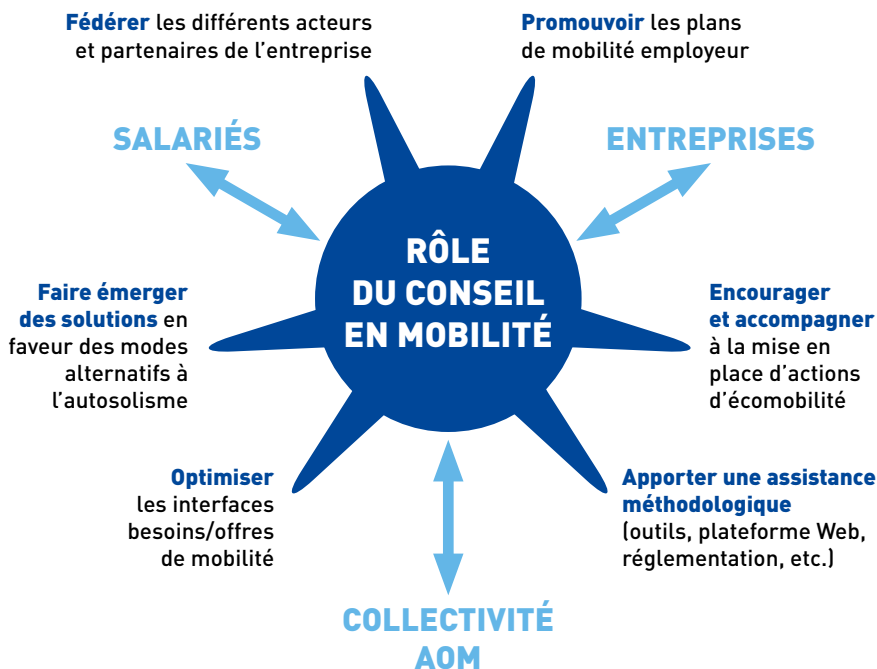 Fédérer les différents acteurs
et partenaires de l’entreprise
Promouvoir les plans
de mobilité employeur
SALARIÉS
ENTREPRISES
RÔLE
DU CONSEIL
EN MOBILITÉ
Faire émerger
des solutions en
faveur des modes
alternatifs à
l’autosolisme
Encourager
et accompagner
à la mise en
place d’actions
d’écomobilité
Optimiser
les interfaces
besoins/offres
de mobilité
Apporter une assistance
méthodologique
(outils, plateforme Web,
réglementation, etc.)
COLLECTIVITÉ
AOM